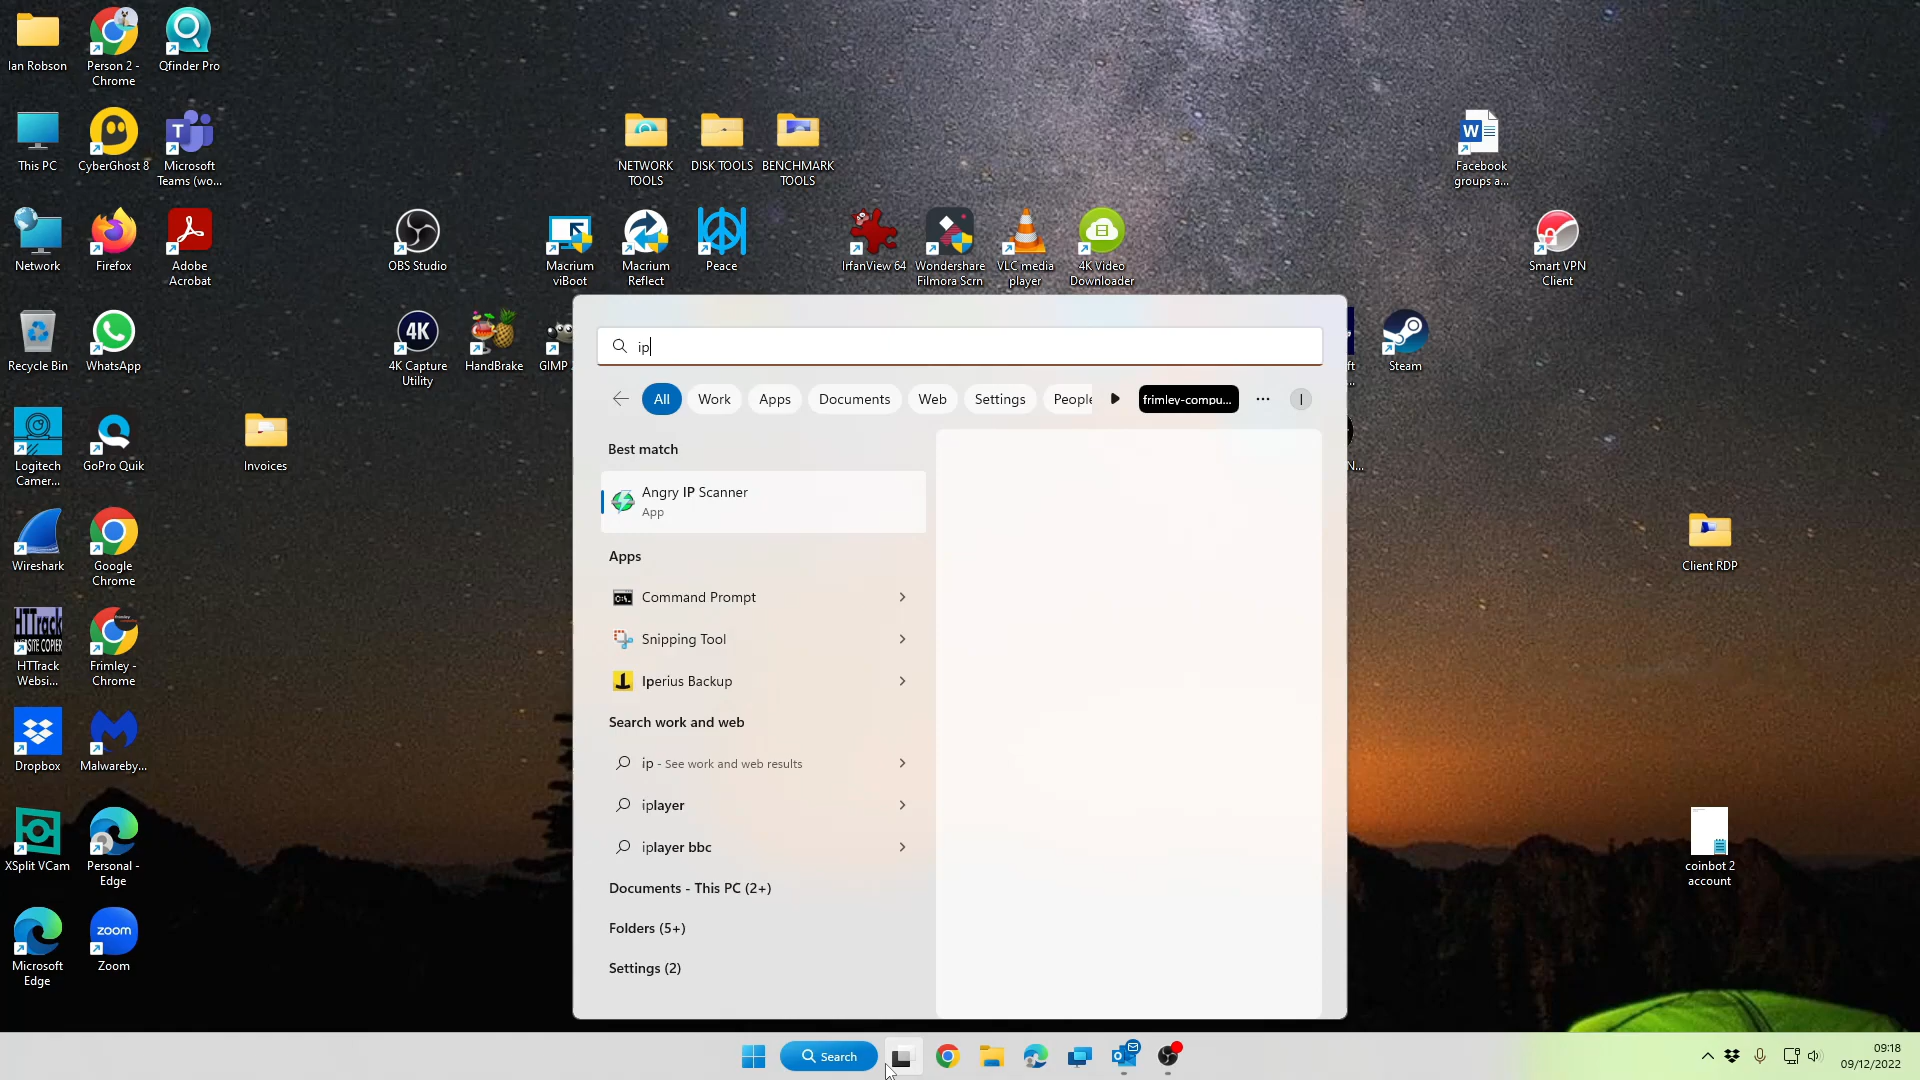 Ian Robson
Person 2 -
Chrome
Qfinder Pro
This PC
CyberGhost 8
Microsoft
Teams (wo...
NETWORK
TOOLS
DISK TOOLS
BENCHMARK
TOOLS
Facebook
groups a...
Network
Firefox
Adobe
Acrobat
OBS Studio
Macrium
viBoot
Macrium
Reflect
Peace
IrfanView 64
Wondershare
Filmora Scrn
VLC media
player
4K Video
Downloader
Smart VPN
Client
Recycle Bin
WhatsApp
4K
4K Capture
Utility
HandBrake
GIMP
Steam
ip
All
Work
Apps
Documents
Web
Settings
People
frimley-compu...
...
I
Logitech
Camer...
GoPro Quik
Invoices
Best match
Angry IP Scanner
App
Apps
Command Prompt
Snipping Tool
Iperius Backup
Search work and web
ip - See work and web results
iplayer
iplayer bbc
Documents - This PC (2+)
Folders (5+)
Settings (2)
Wireshark
Google
Chrome
Client RDP
HTTrack
WEBSITE COPIER
HTTrack
Websi...
Frimley -
Chrome
Dropbox
Malwareby...
XSplit VCam
Personal -
Edge
coinbot 2
account
Microsoft
Edge
zoom
Zoom
Search
09:18
09/12/2022